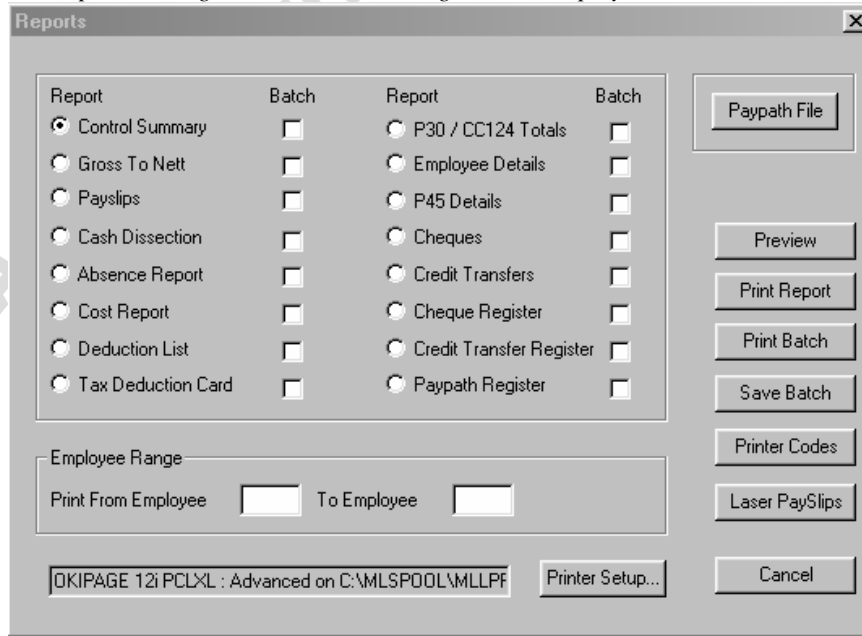 Reports
Report Batch Report Batch
Control Summary P30 / CC124 Totals
Gross To Nett Employee Details
Payslips P45 Details
Cash Dissection Cheques
Absence Report Credit Transfers
Cost Report Cheque Register
Deduction List Credit Transfer Register
Tax Deduction Card Paypath Register
Paypath File
Preview
Print Report
Print Batch
Save Batch
Printer Codes
Laser PaySlips
Employee Range
Print From Employee To Employee
OKIPAGE 12i PCLXL : Advanced on C:\MLSPOOL\MLLPF
Printer Setup...
Cancel